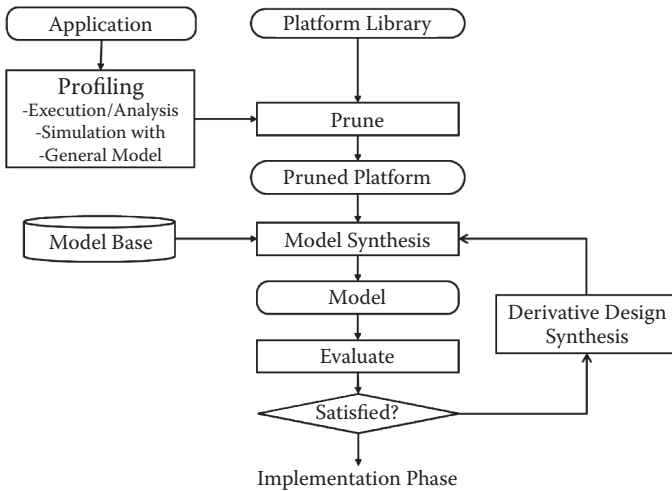 Application
Platform Library
Profiling
-Execution/Analysis
-Simulation with
-General Model
Prune
Pruned Platform
Model Base
Model Synthesis
Model
Derivative Design
Synthesis
Evaluate
Satisfied?
Implementation Phase